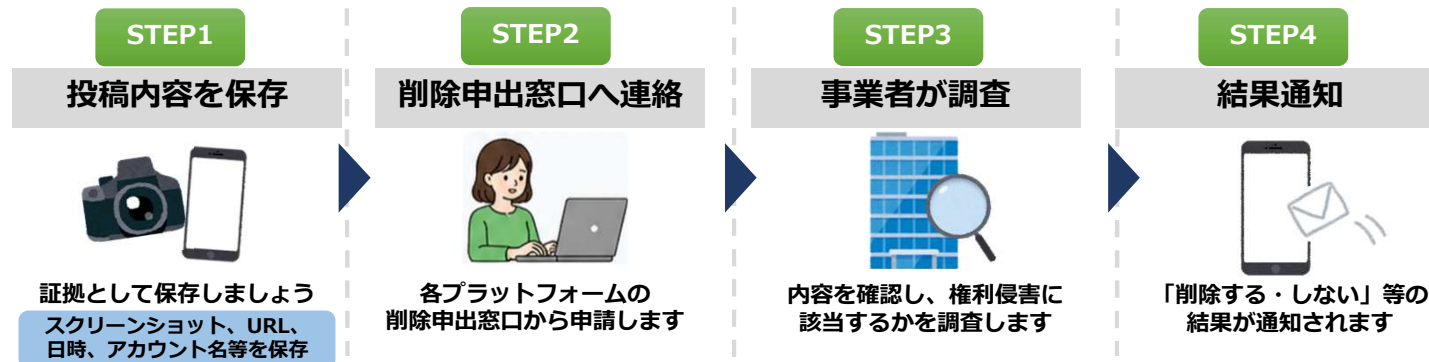 STEP1
投稿内容を保存
証拠として保存しましょう
スクリーンショット、URL、
日時、アカウント名等を保存
STEP2
削除申出窓口へ連絡
各プラットフォームの
削除申出窓口から申請します
STEP3
事業者が調査
内容を確認し、権利侵害に
該当するかを調査します
STEP4
結果通知
「削除する・しない」等の
結果が通知されます